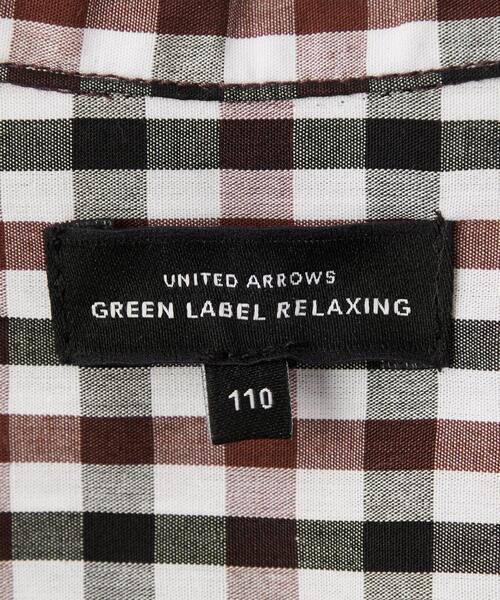 UNITED ARROWS
GREEN LABEL RELAXING
110